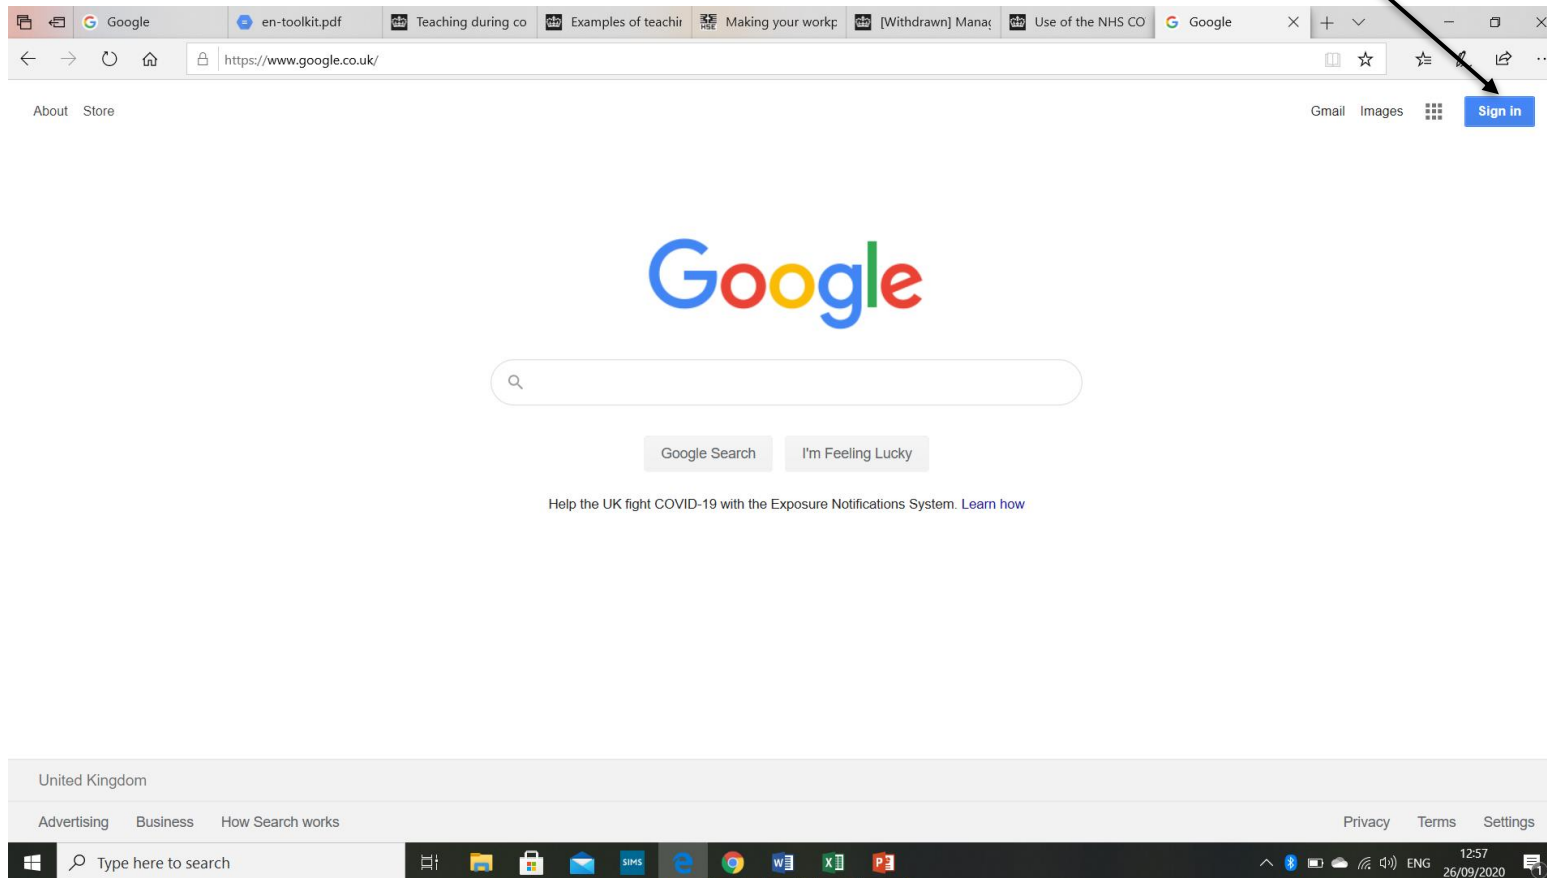 Google
en-toolkit.pdf
Teaching during co
Examples of teachin
HSE Making your workp
[Withdrawn] Manag
Use of the NHS CO
Google
https://www.google.co.uk/
About Store
Gmail Images Sign in
Google
Google Search I'm Feeling Lucky
Help the UK fight COVID-19 with the Exposure Notifications System. Learn how
United Kingdom
Advertising Business How Search works Privacy Terms Settings
Type here to search SIMS ENG 12:57
26/09/2020 1